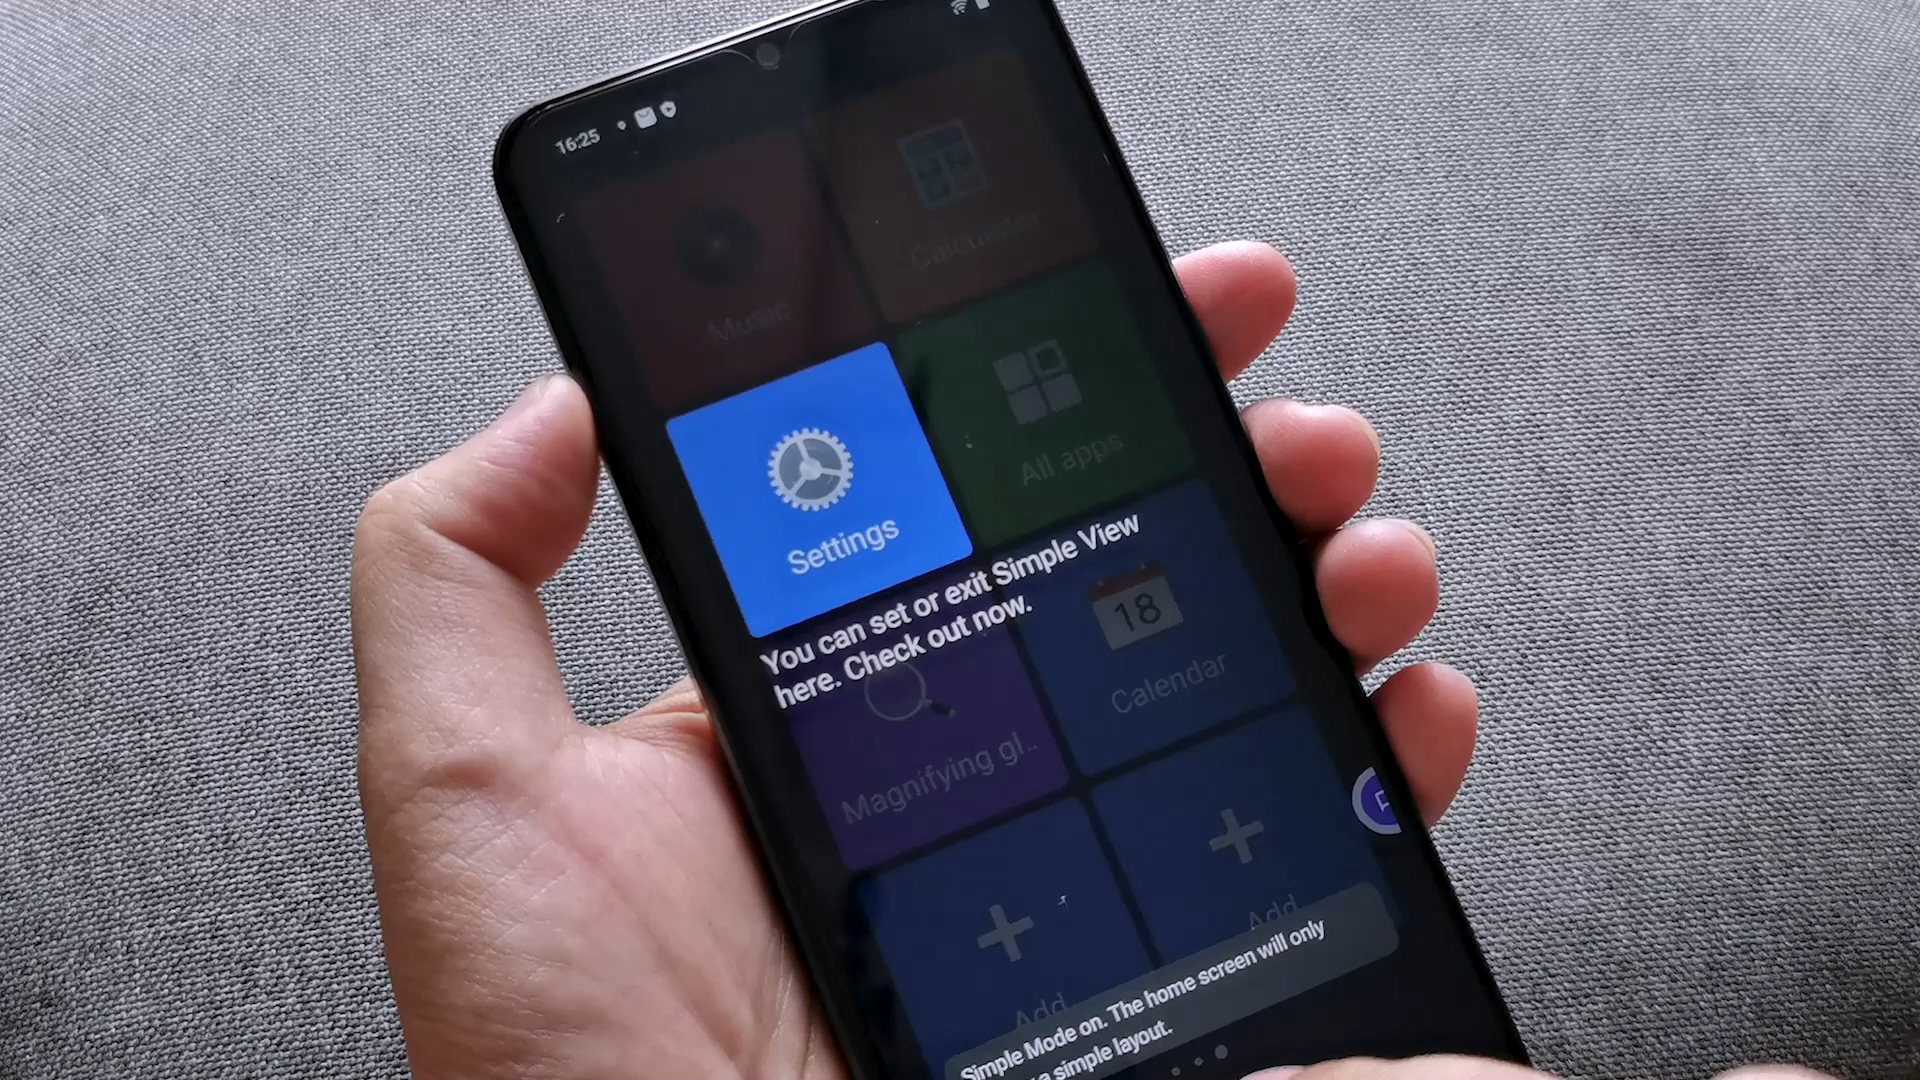 16:25
Music
Calculator
Settings
All apps
You can set or exit Simple View
here. Check out now.
18
Magnifying gl..
Calendar
Add
Add
Simple Mode on. The home screen will only
a simple layout.